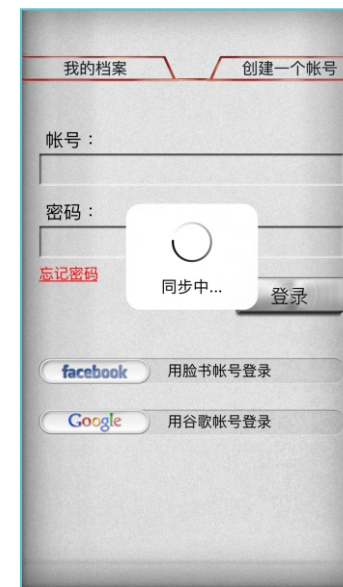 我的档案
创建一个帐号
帐号：
密码：
忘记密码
同步中...
登录
facebook 用脸书帐号登录
Google 用谷歌帐号登录